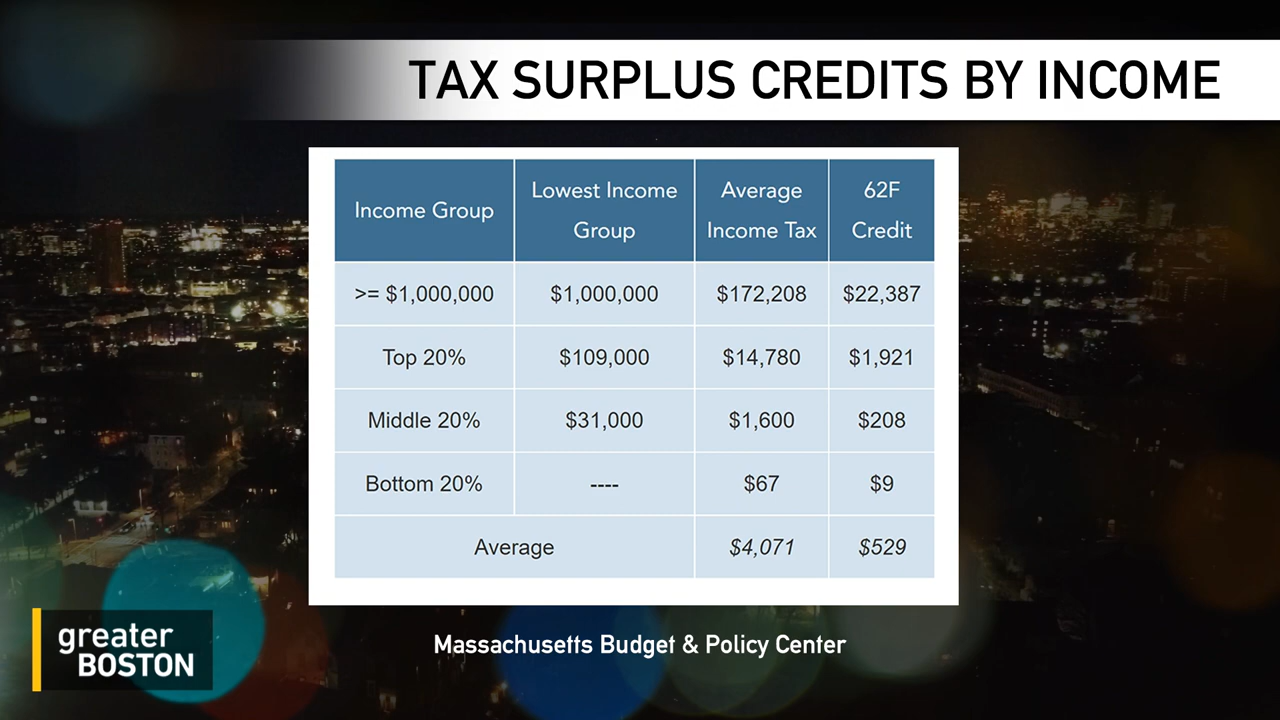 TAX SURPLUS CREDITS BY INCOME
Income Group
Lowest Income
Group
Average
Income Tax
62F
Credit
>= $1,000,000 $1,000,000 $172,208 $22,387
Top 20% $109,000 $14,780 $1,921
Middle 20% $31,000 $1,600 $208
Bottom 20% ---- $67 $9
Average $4,071 $529
Massachusetts Budget & Policy Center
greater
BOSTON